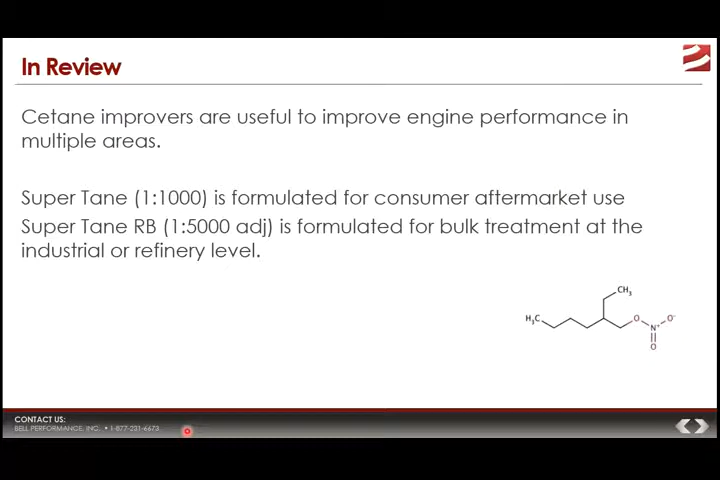 In Review
Cetane improvers are useful to improve engine performance in
multiple areas.
Super Tane (1:1000) is formulated for consumer aftermarket use
Super Tane RB (1:5000 adj) is formulated for bulk treatment at the
industrial or refinery level.
CH₃
H₃C
O
O⁻
N⁺
O
CONTACT US:
BELL PERFORMANCE, INC. • 1-877-231-6673